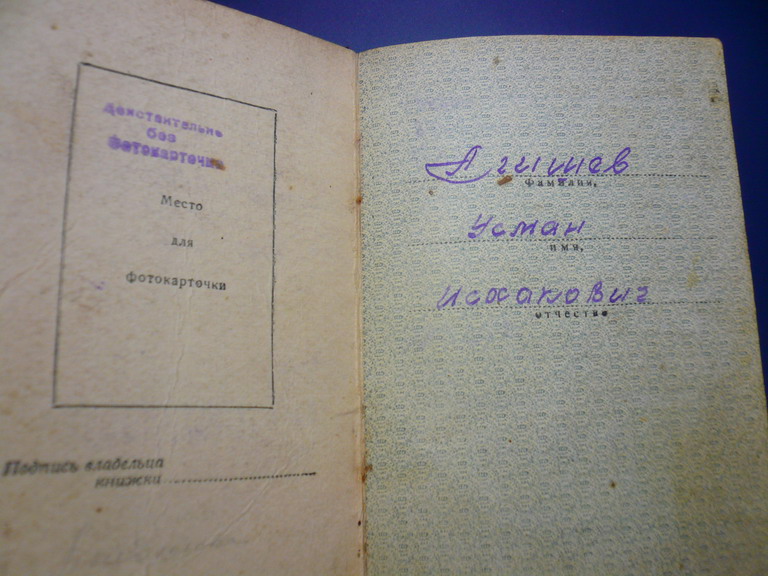 Действительно
без
фотокарточки
Место
для
фотокарточки
Подпись владельца
книжки
Агишев
фамилия,
Усман
имя,
Исхакович
отчество